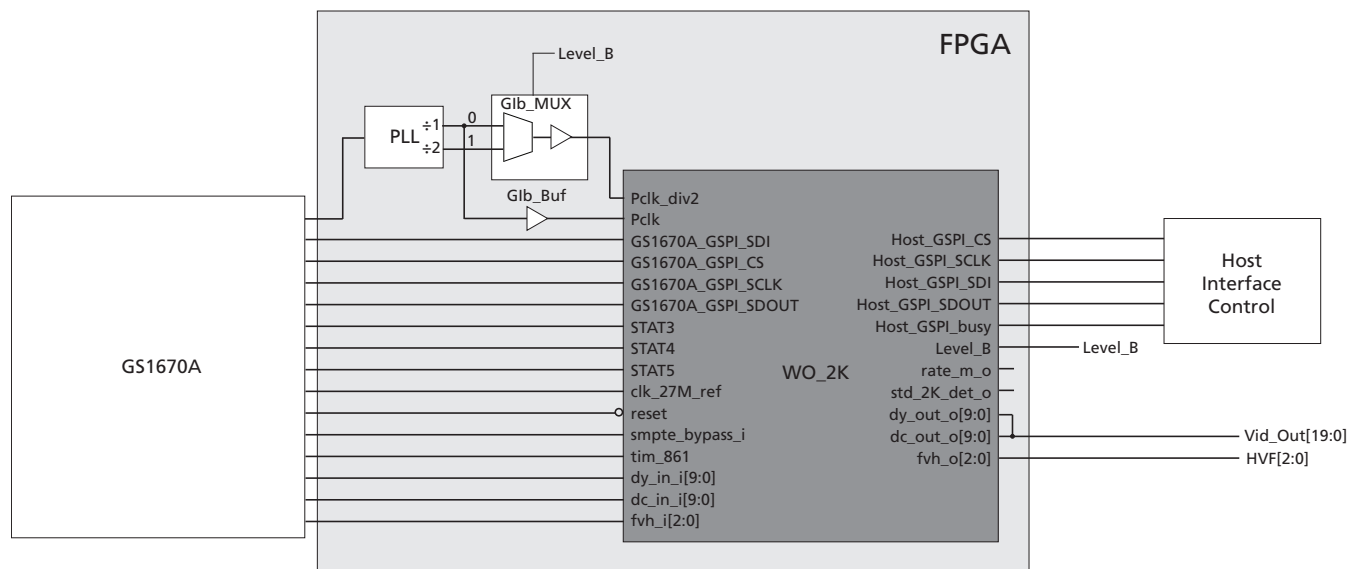 FPGA
Level_B
Glb_MUX
PLL
÷1
0
÷2
1
Glb_Buf
GS1670A
Pclk_div2
Pclk
GS1670A_GSPI_SDI
GS1670A_GSPI_CS
GS1670A_GSPI_SCLK
GS1670A_GSPI_SDOUT
STAT3
STAT4
STAT5
clk_27M_ref
reset
smpte_bypass_i
tim_861
dy_in_i[9:0]
dc_in_i[9:0]
fvh_i[2:0]
WO_2K
Host_GSPI_CS
Host_GSPI_SCLK
Host_GSPI_SDI
Host_GSPI_SDOUT
Host_GSPI_busy
Level_B
rate_m_o
std_2K_det_o
dy_out_o[9:0]
dc_out_o[9:0]
fvh_o[2:0]
Host
Interface
Control
Level_B
Vid_Out[19:0]
HVF[2:0]